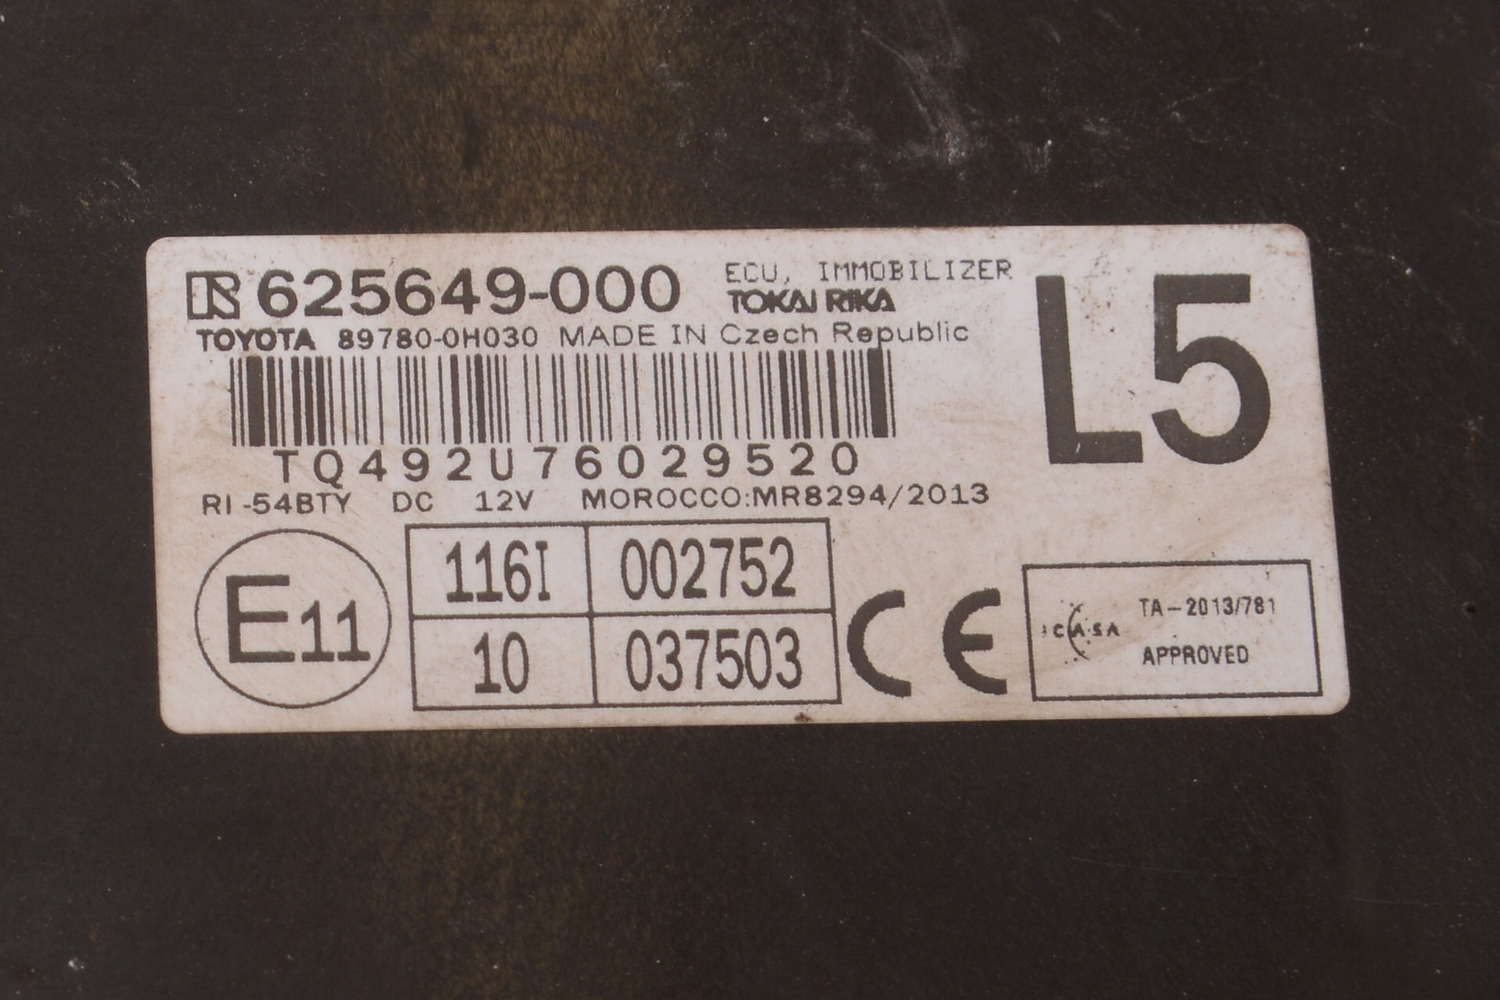 625649-000 ECU, IMMOBILIZER
TOKAI RIKA
L5
TOYOTA 89780-0H030 MADE IN Czech Republic
TQ492U76029520
RI-54BTY DC 12V MOROCCO:MR8294/2013
E11
116I 002752
10 037503
CE
ICASA
TA-2013/781
APPROVED